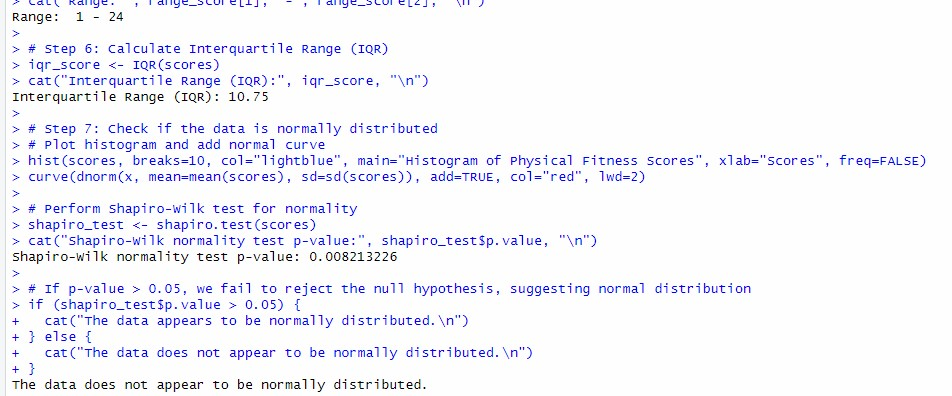 > cat("Range: ", range_score[1], " - ", range_score[2], "\n")
Range:  1 - 24
>
> # Step 6: Calculate Interquartile Range (IQR)
> iqr_score <- IQR(scores)
> cat("Interquartile Range (IQR):", iqr_score, "\n")
Interquartile Range (IQR): 10.75
>
> # Step 7: Check if the data is normally distributed
> # Plot histogram and add normal curve
> hist(scores, breaks=10, col="lightblue", main="Histogram of Physical Fitness Scores", xlab="Scores", freq=FALSE)
> curve(dnorm(x, mean=mean(scores), sd=sd(scores)), add=TRUE, col="red", lwd=2)
>
> # Perform Shapiro-Wilk test for normality
> shapiro_test <- shapiro.test(scores)
> cat("Shapiro-Wilk normality test p-value:", shapiro_test$p.value, "\n")
Shapiro-Wilk normality test p-value: 0.008213226
>
> # If p-value > 0.05, we fail to reject the null hypothesis, suggesting normal distribution
> if (shapiro_test$p.value > 0.05) {
+   cat("The data appears to be normally distributed.\n")
+ } else {
+   cat("The data does not appear to be normally distributed.\n")
+ }
The data does not appear to be normally distributed.